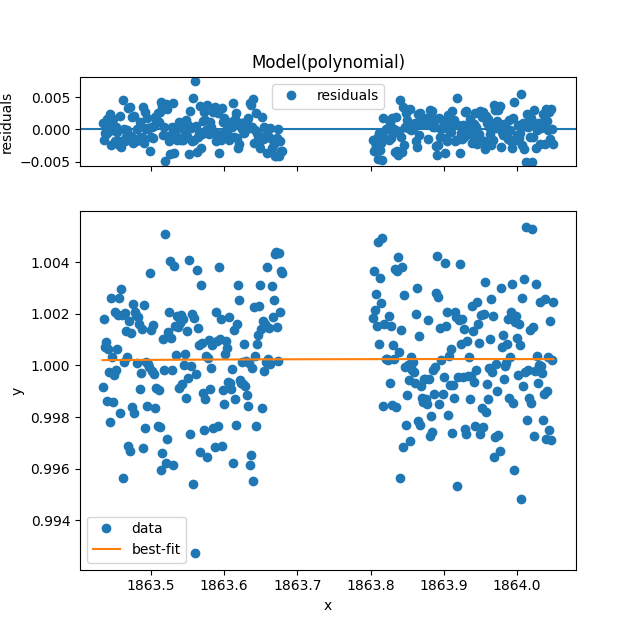 Model(polynomial)
residuals
0.005
0.000
−0.005
residuals
1.004
1.002
1.000
0.998
0.996
0.994
y
data
best-fit
1863.5
1863.6
1863.7
1863.8
1863.9
1864.0
x